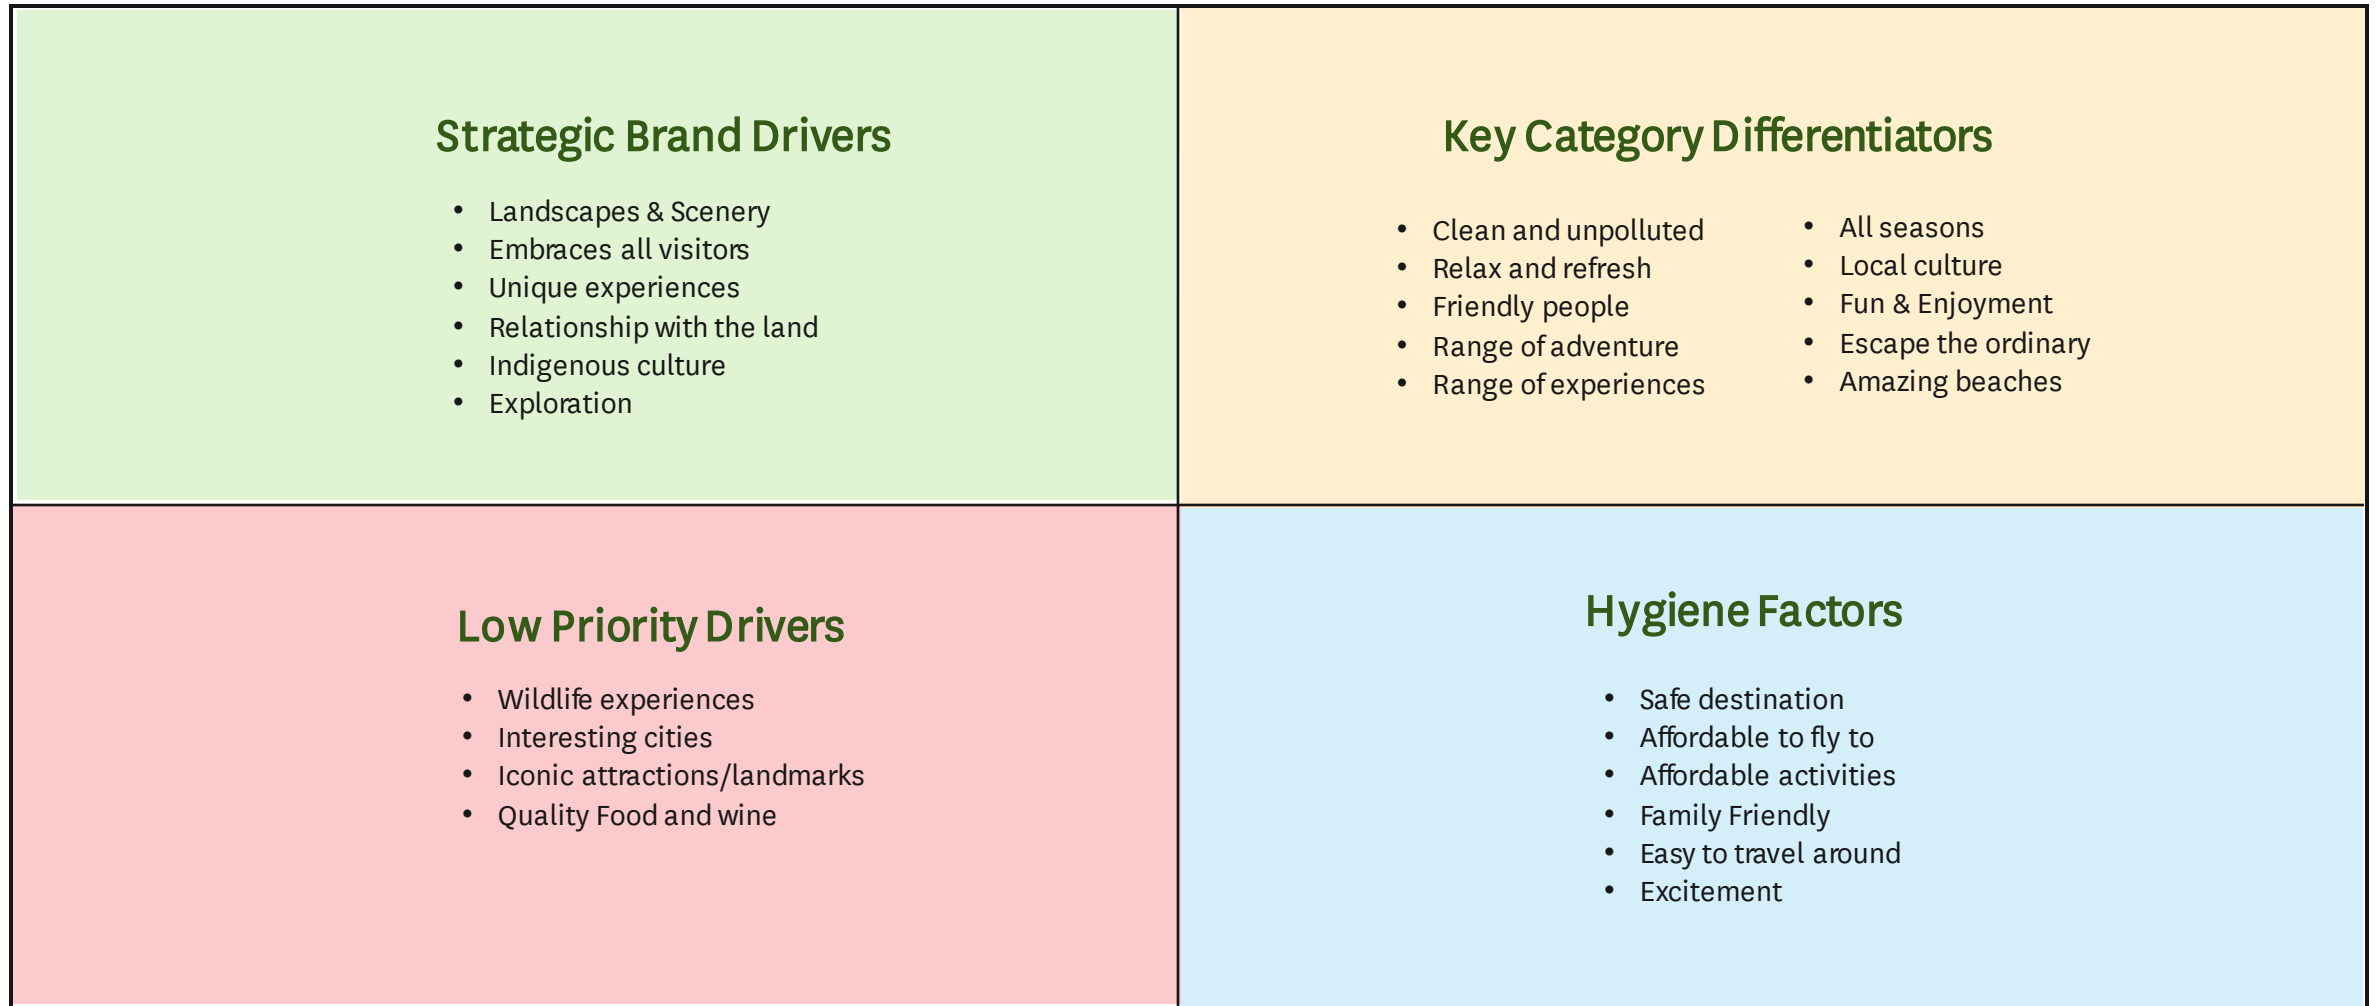 Strategic Brand Drivers
• Landscapes & Scenery
• Embraces all visitors
• Unique experiences
• Relationship with the land
• Indigenous culture
• Exploration
Key Category Differentiators
• Clean and unpolluted
• Relax and refresh
• Friendly people
• Range of adventure
• Range of experiences
• All seasons
• Local culture
• Fun & Enjoyment
• Escape the ordinary
• Amazing beaches
Low Priority Drivers
• Wildlife experiences
• Interesting cities
• Iconic attractions/landmarks
• Quality Food and wine
Hygiene Factors
• Safe destination
• Affordable to fly to
• Affordable activities
• Family Friendly
• Easy to travel around
• Excitement